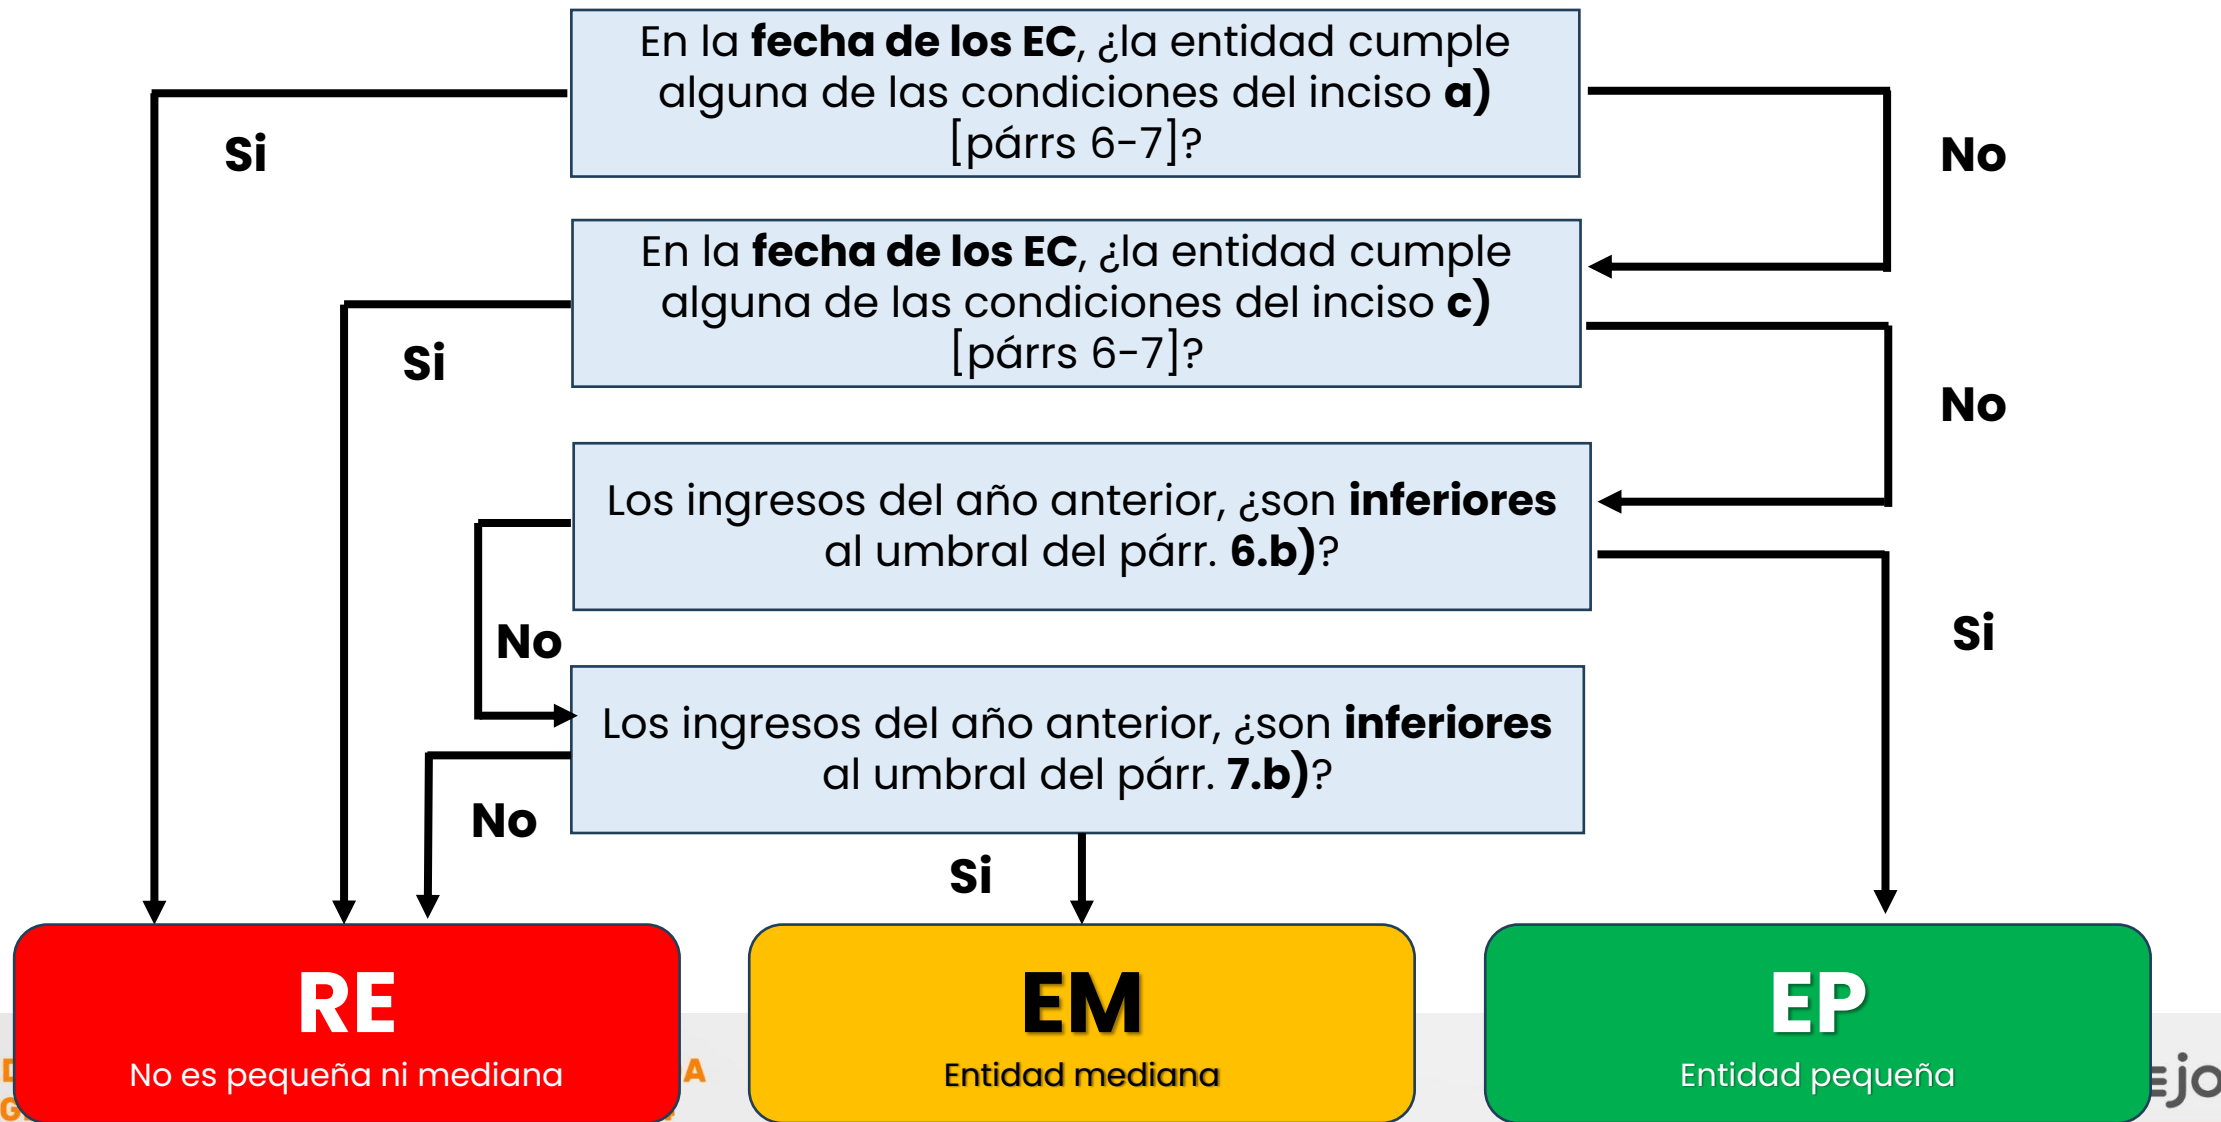 En la fecha de los EC, ¿la entidad cumple
alguna de las condiciones del inciso a)
[párrs 6-7]?
Si
No
En la fecha de los EC, ¿la entidad cumple
alguna de las condiciones del inciso c)
[párrs 6-7]?
Si
No
Los ingresos del año anterior, ¿son inferiores
al umbral del párr. 6.b)?
No
Si
Los ingresos del año anterior, ¿son inferiores
al umbral del párr. 7.b)?
No
Si
RE
No es pequeña ni mediana
EM
Entidad mediana
EP
Entidad pequeña